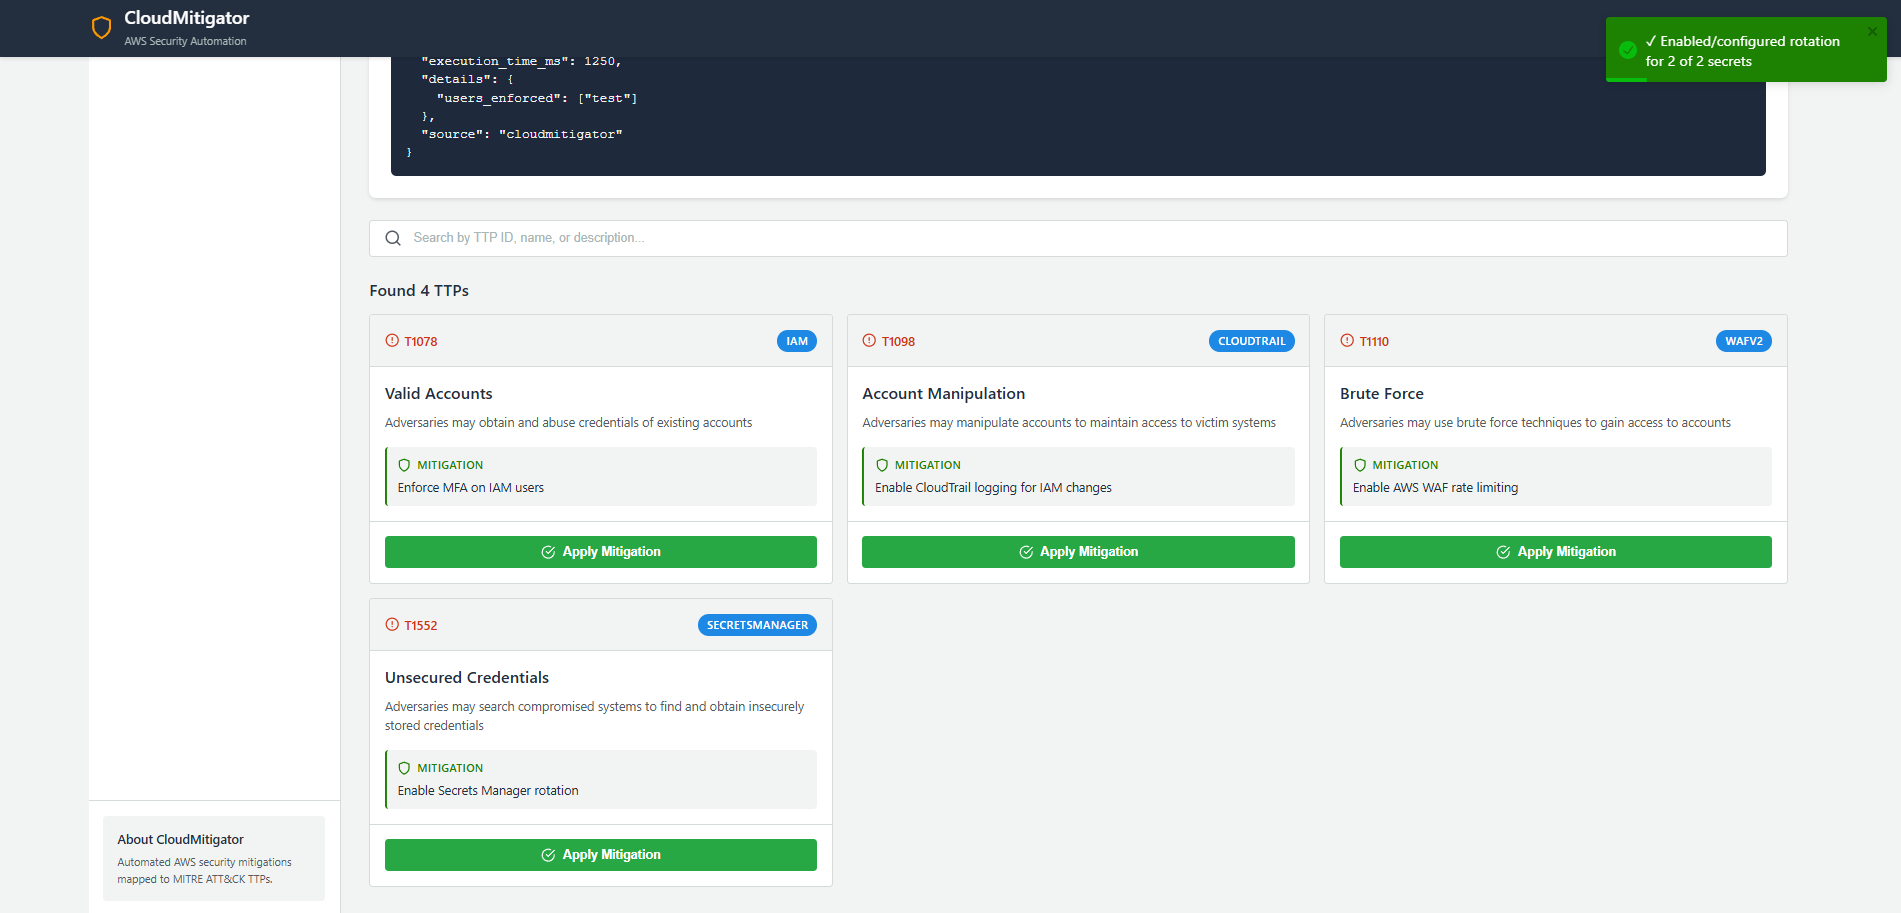 CloudMitigator
AWS Security Automation
✓ Enabled/configured rotation
for 2 of 2 secrets
"execution_time_ms": 1250,
"details": {
"users_enforced": ["test"]
},
"source": "cloudmitigator"
}
Search by TTP ID, name, or description...
Found 4 TTPs
T1078
IAM
Valid Accounts
Adversaries may obtain and abuse credentials of existing accounts
MITIGATION
Enforce MFA on IAM users
Apply Mitigation
T1098
CLOUDTRAIL
Account Manipulation
Adversaries may manipulate accounts to maintain access to victim systems
MITIGATION
Enable CloudTrail logging for IAM changes
Apply Mitigation
T1110
WAFV2
Brute Force
Adversaries may use brute force techniques to gain access to accounts
MITIGATION
Enable AWS WAF rate limiting
Apply Mitigation
T1552
SECRETSMANAGER
Unsecured Credentials
Adversaries may search compromised systems to find and obtain insecurely
stored credentials
MITIGATION
Enable Secrets Manager rotation
Apply Mitigation
About CloudMitigator
Automated AWS security mitigations
mapped to MITRE ATT&CK TTPs.